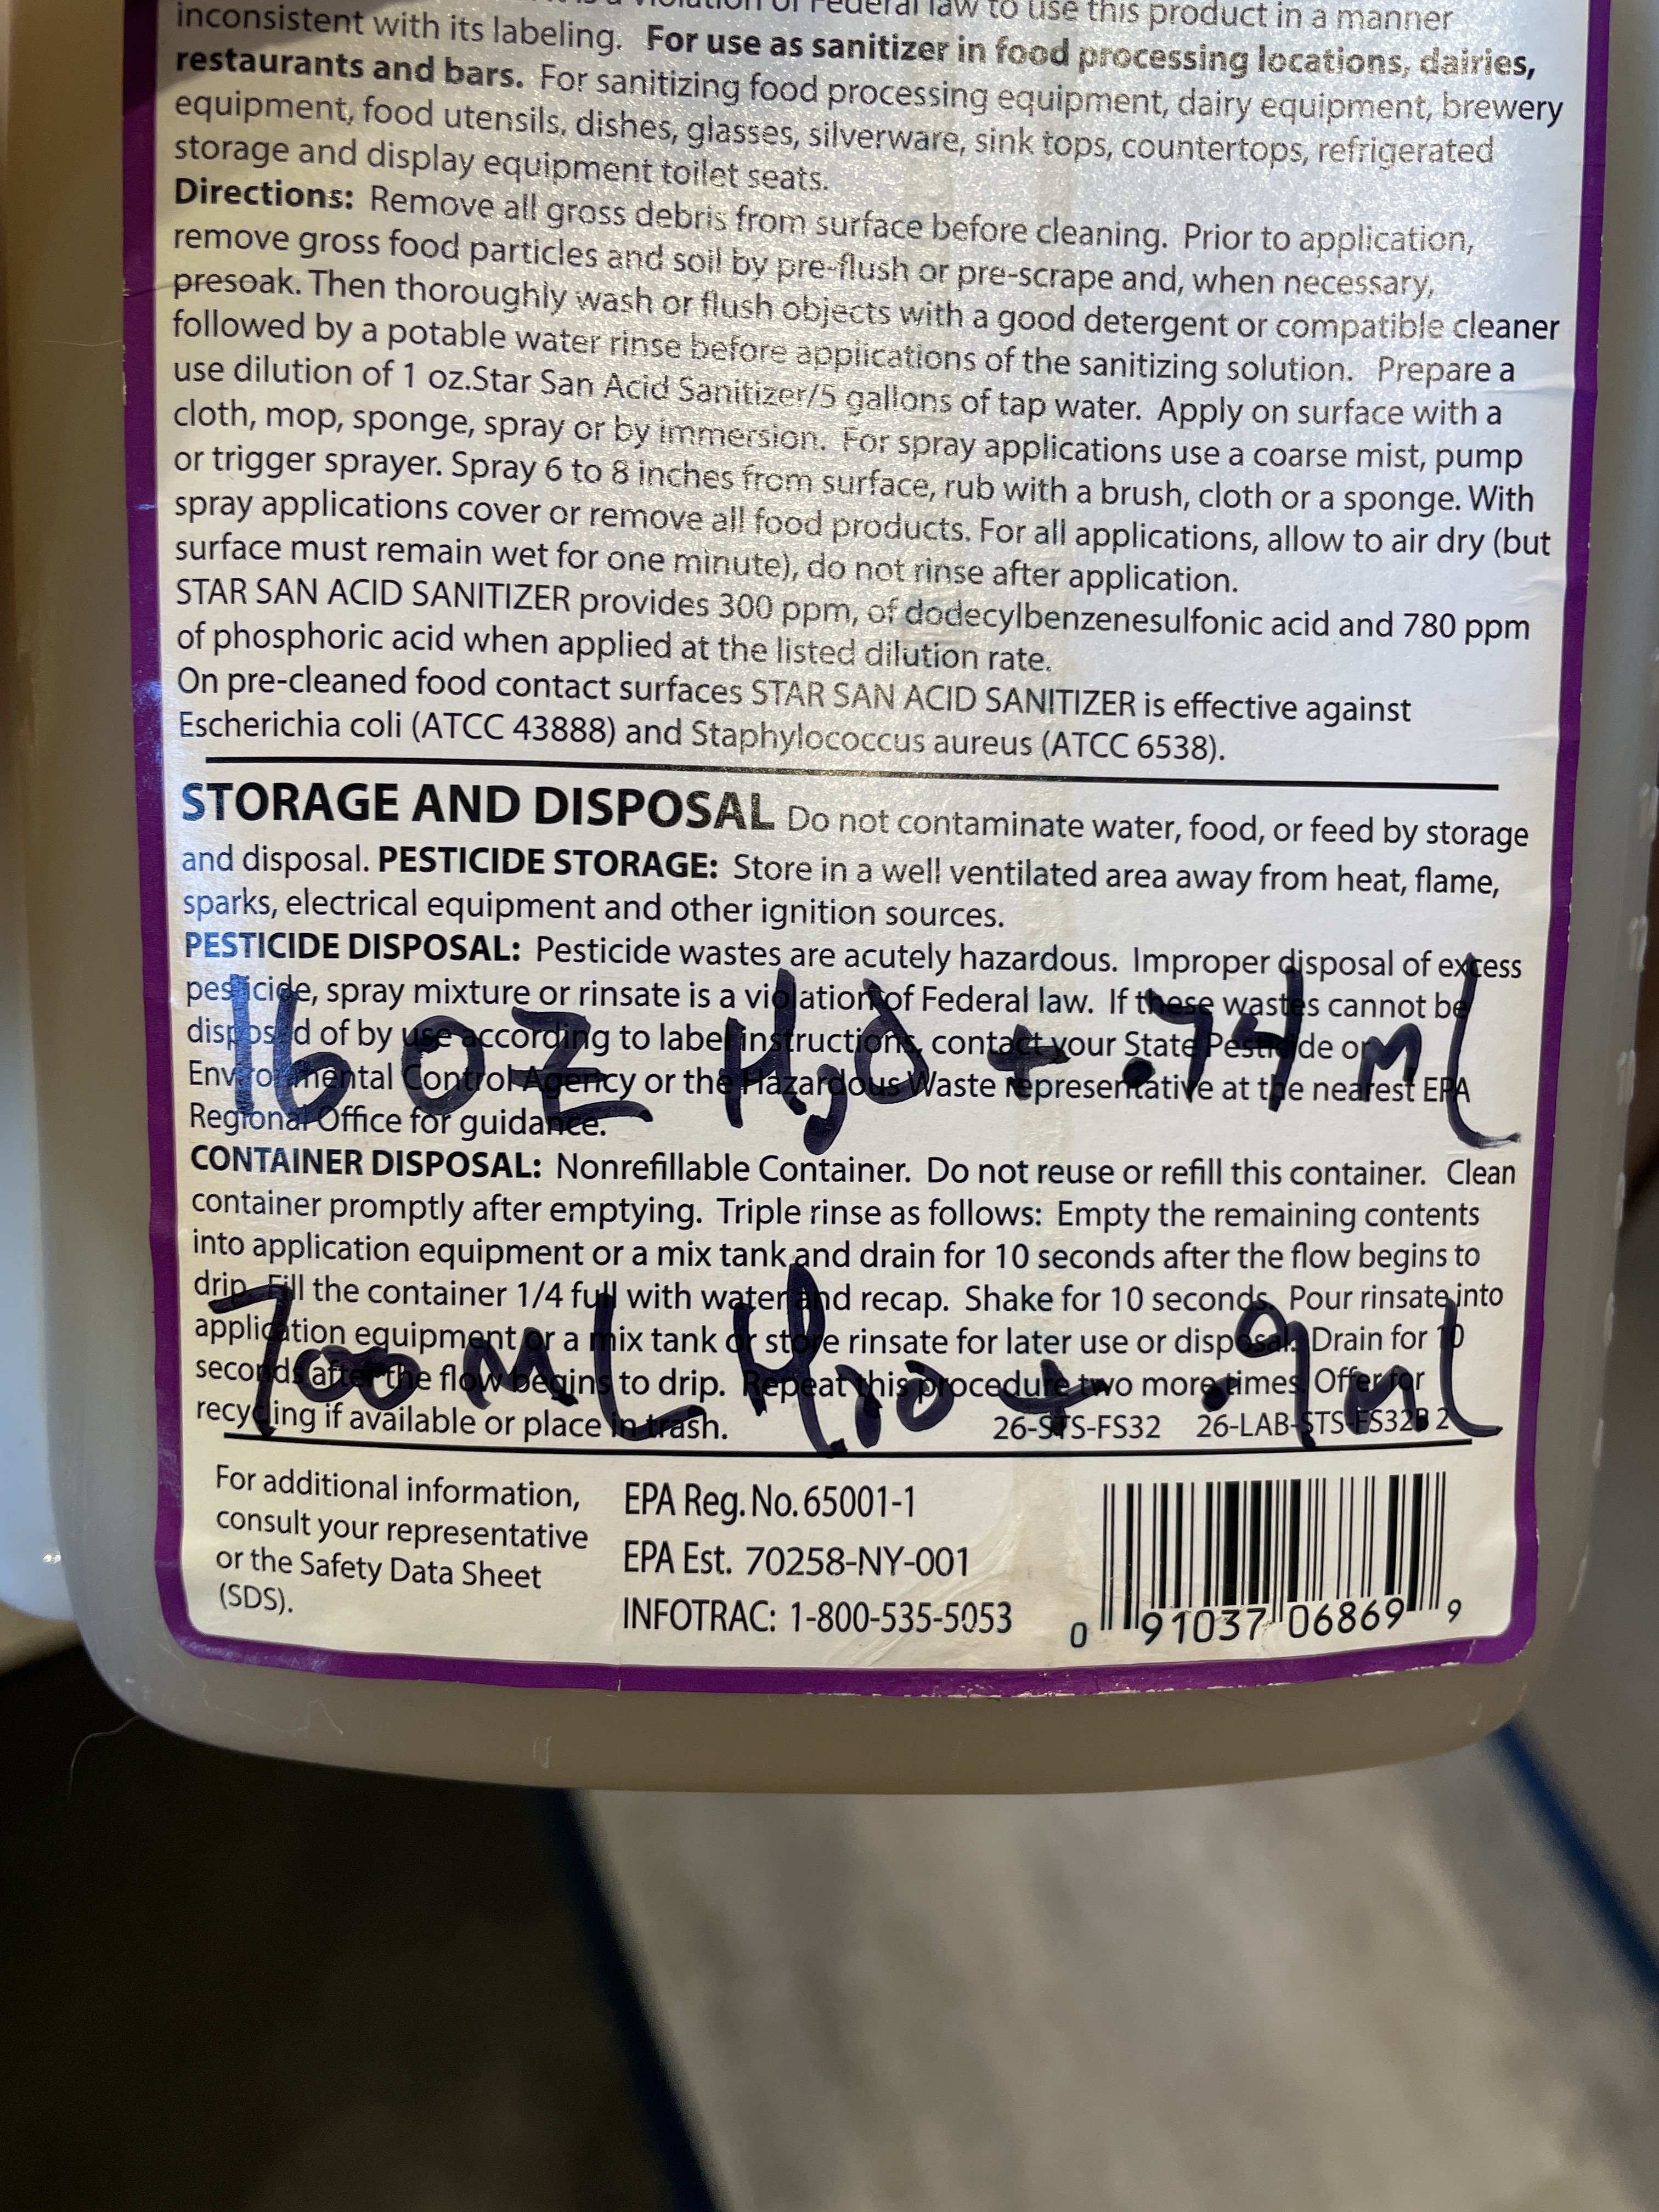 violation of Federal law to use this product in a manner
inconsistent with its labeling. For use as sanitizer in food processing locations, dairies,
restaurants and bars. For sanitizing food processing equipment, dairy equipment, brewery
equipment, food utensils, dishes, glasses, silverware, sink tops, countertops, refrigerated
storage and display equipment toilet seats.
Directions: Remove all gross debris from surface before cleaning. Prior to application,
remove gross food particles and soil by pre-flush or pre-scrape and, when necessary,
presoak. Then thoroughly wash or flush objects with a good detergent or compatible cleaner
followed by a potable water rinse before applications of the sanitizing solution. Prepare a
use dilution of 1 oz.Star San Acid Sanitizer/5 gallons of tap water. Apply on surface with a
cloth, mop, sponge, spray or by immersion. For spray applications use a coarse mist, pump
or trigger sprayer. Spray 6 to 8 inches from surface, rub with a brush, cloth or a sponge. With
spray applications cover or remove all food products. For all applications, allow to air dry (but
surface must remain wet for one minute), do not rinse after application.
STAR SAN ACID SANITIZER provides 300 ppm, of dodecylbenzenesulfonic acid and 780 ppm
of phosphoric acid when applied at the listed dilution rate.
On pre-cleaned food contact surfaces STAR SAN ACID SANITIZER is effective against
Escherichia coli (ATCC 43888) and Staphylococcus aureus (ATCC 6538).
STORAGE AND DISPOSAL Do not contaminate water, food, or feed by storage
and disposal. PESTICIDE STORAGE: Store in a well ventilated area away from heat, flame,
sparks, electrical equipment and other ignition sources.
PESTICIDE DISPOSAL: Pesticide wastes are acutely hazardous. Improper disposal of excess
pesticide, spray mixture or rinsate is a violation of Federal law. If these wastes cannot be
disposed of by use according to label instructions, contact your State Pesticide or
Environmental Control Agency or the Hazardous Waste representative at the nearest EPA
Regional Office for guidance.
16 OZ H2O + .74 ml
CONTAINER DISPOSAL: Nonrefillable Container. Do not reuse or refill this container. Clean
container promptly after emptying. Triple rinse as follows: Empty the remaining contents
into application equipment or a mix tank and drain for 10 seconds after the flow begins to
drip. Fill the container 1/4 full with water and recap. Shake for 10 seconds. Pour rinsate into
application equipment or a mix tank or store rinsate for later use or disposal. Drain for 10
seconds after the flow begins to drip. Repeat this procedure two more times. Offer for
recycling if available or place in trash. 26-STS-FS32 26-LAB-STS-FS32B 2
700 mL H2O + .9 ml
For additional information,
consult your representative
or the Safety Data Sheet
(SDS).
EPA Reg. No. 65001-1
EPA Est. 70258-NY-001
INFOTRAC: 1-800-535-5053
0 91037 06869 9